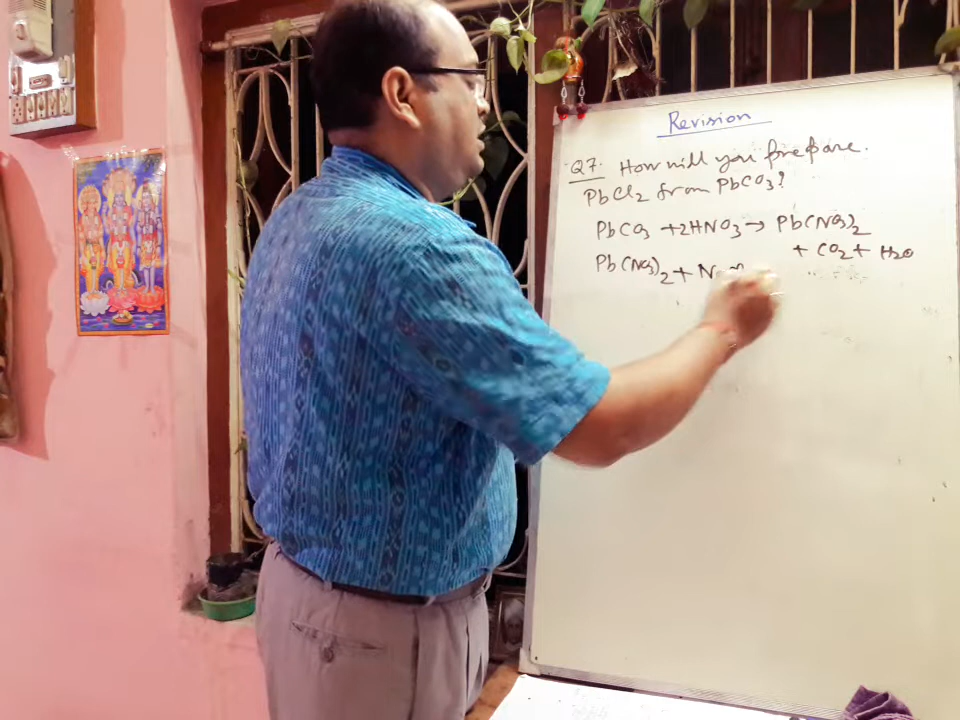 Revision
Q7. How will you prepare.
PbCl2 from PbCO3?
PbCO3 + 2HNO3 → Pb(NO3)2
+ CO2 + H2O
Pb(NO3)2 +